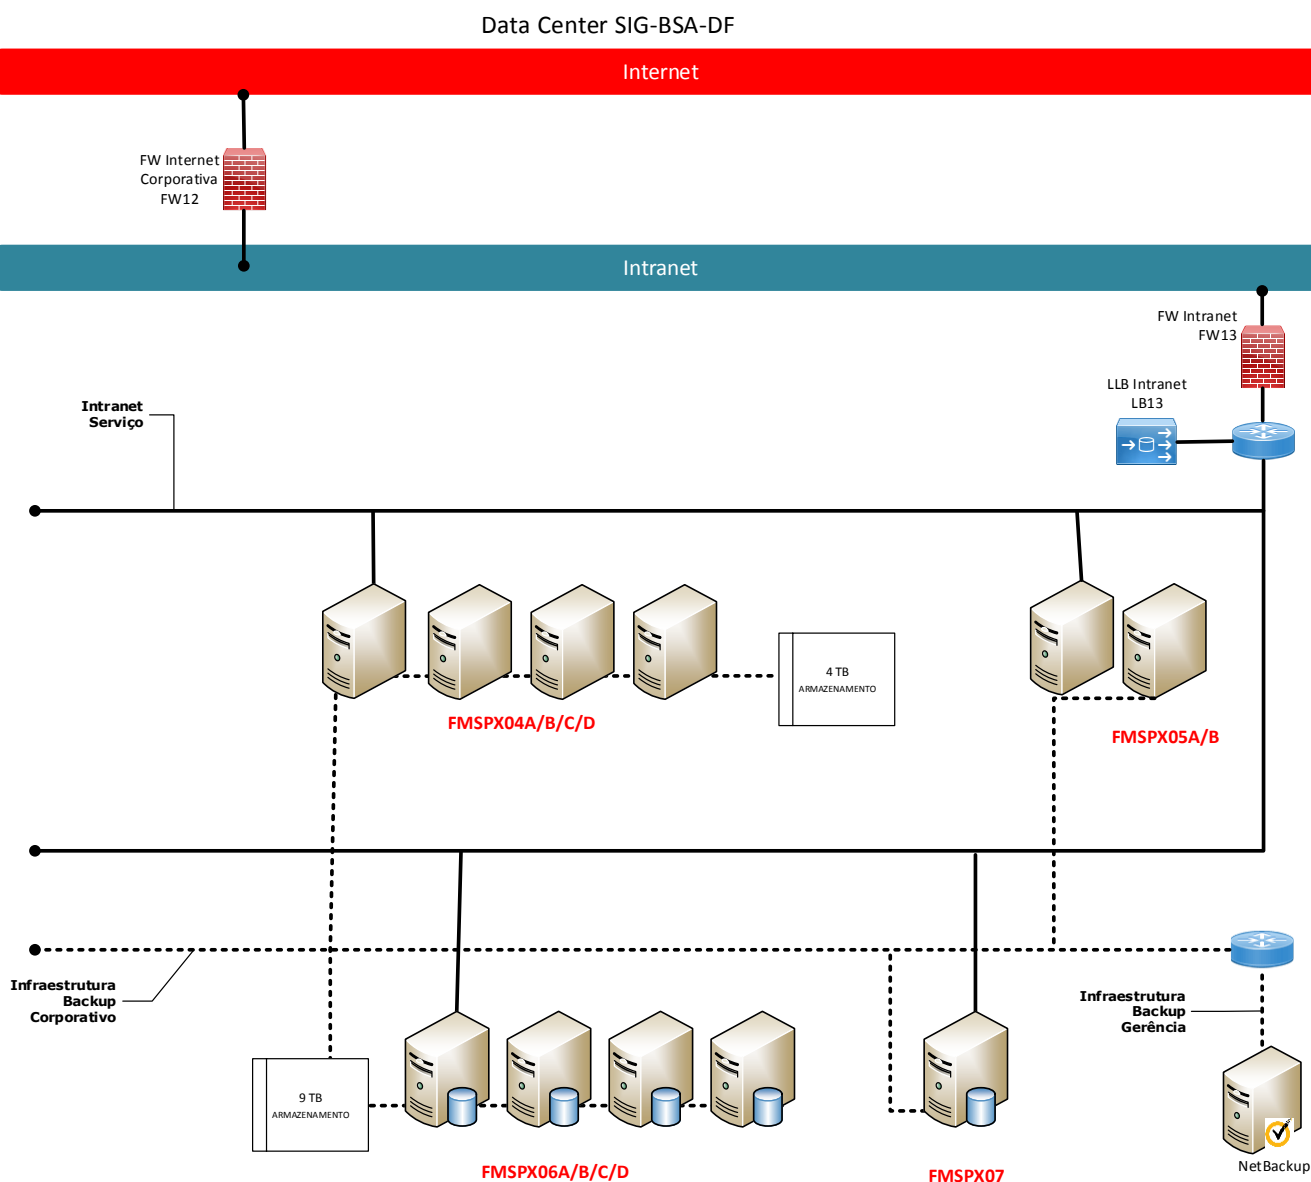 Data Center SIG-BSA-DF
Internet
FW Internet
Corporativa
FW12
Intranet
FW Intranet
FW13
LLB Intranet
LB13
Intranet
Serviço
4 TB
ARMAZENAMENTO
FMSPX04A/B/C/D
FMSPX05A/B
Infraestrutura
Backup
Corporativo
Infraestrutura
Backup
Gerência
9 TB
ARMAZENAMENTO
FMSPX06A/B/C/D
FMSPX07
NetBackup